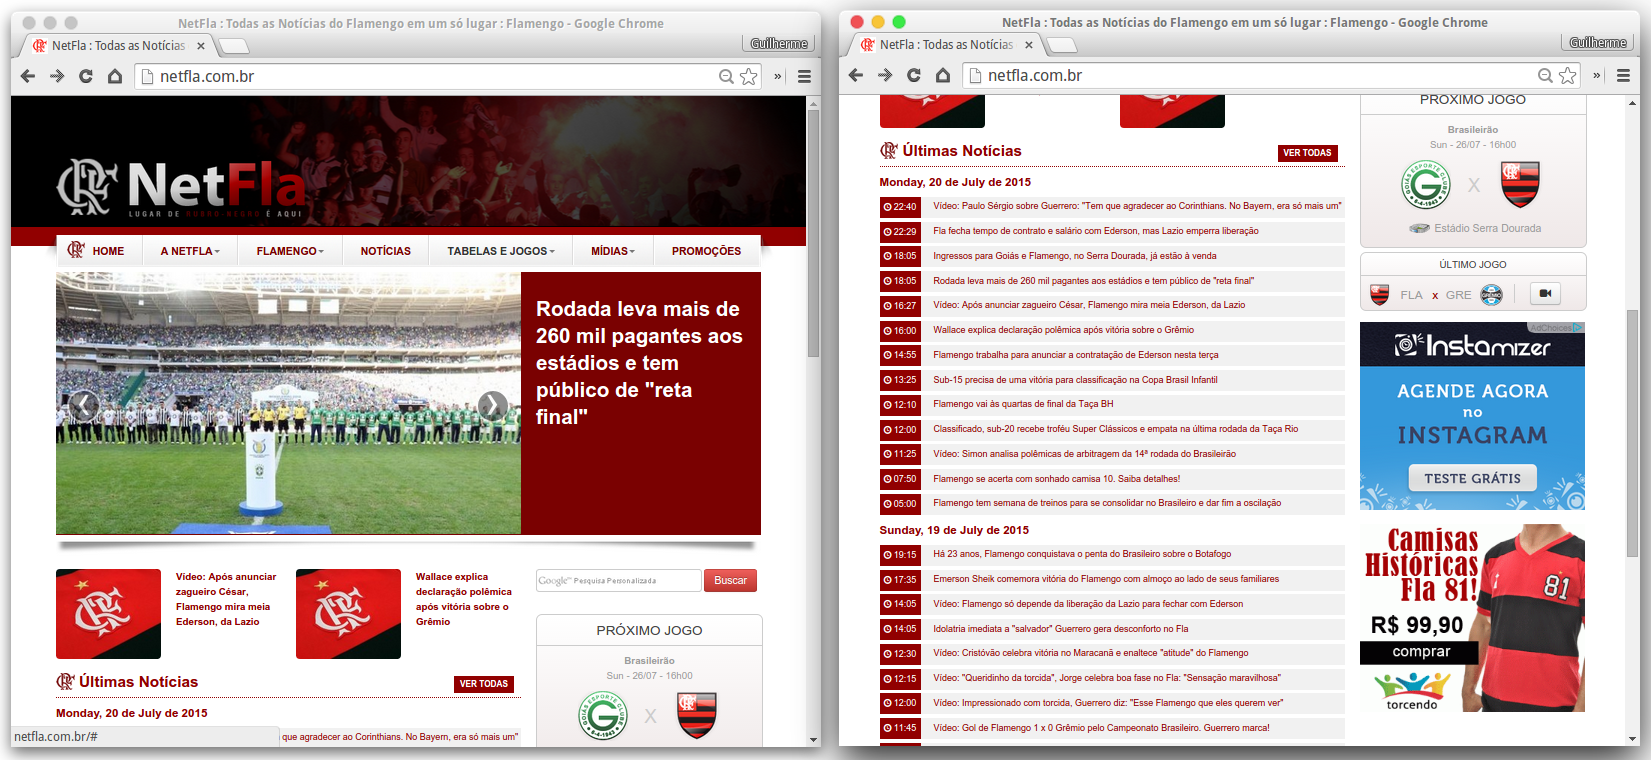 NetFla : Todas as Notícias do Flamengo em um só lugar : Flamengo - Google Chrome
NetFla : Todas as Notícias
Guilherme
netfla.com.br
NetFla
LUGAR DE RUBRO-NEGRO É AQUI
HOME
A NETFLA
FLAMENGO
NOTÍCIAS
TABELAS E JOGOS
MÍDIAS
PROMOÇÕES
Rodada leva mais de
260 mil pagantes aos
estádios e tem
público de "reta
final"
Vídeo: Após anunciar
zagueiro César,
Flamengo mira meia
Ederson, da Lazio
Wallace explica
declaração polêmica
após vitória sobre o
Grêmio
Google™ Pesquisa Personalizada
Buscar
PRÓXIMO JOGO
Brasileirão
Sun - 26/07 - 16h00
GOIÁS ESPORTE CLUBE
6-4-1943
X
Últimas Notícias
VER TODAS
Monday, 20 de July de 2015
netfla.com.br/#
que agradecer ao Corinthians. No Bayern, era só mais um"
NetFla : Todas as Notícias do Flamengo em um só lugar : Flamengo - Google Chrome
NetFla : Todas as Notícias
Guilherme
netfla.com.br
Últimas Notícias
VER TODAS
Monday, 20 de July de 2015
22:40 Vídeo: Paulo Sérgio sobre Guerrero: "Tem que agradecer ao Corinthians. No Bayern, era só mais um"
22:29 Fla fecha tempo de contrato e salário com Ederson, mas Lazio emperra liberação
18:05 Ingressos para Goiás e Flamengo, no Serra Dourada, já estão à venda
18:05 Rodada leva mais de 260 mil pagantes aos estádios e tem público de "reta final"
16:27 Vídeo: Após anunciar zagueiro César, Flamengo mira meia Ederson, da Lazio
16:00 Wallace explica declaração polêmica após vitória sobre o Grêmio
14:55 Flamengo trabalha para anunciar a contratação de Ederson nesta terça
13:25 Sub-15 precisa de uma vitória para classificação na Copa Brasil Infantil
12:10 Flamengo vai às quartas de final da Taça BH
12:00 Classificado, sub-20 recebe troféu Super Clássicos e empata na última rodada da Taça Rio
11:25 Vídeo: Simon analisa polêmicas de arbitragem da 14ª rodada do Brasileirão
07:50 Flamengo se acerta com sonhado camisa 10. Saiba detalhes!
05:00 Flamengo tem semana de treinos para se consolidar no Brasileiro e dar fim a oscilação
Sunday, 19 de July de 2015
19:15 Há 23 anos, Flamengo conquistava o penta do Brasileiro sobre o Botafogo
17:35 Emerson Sheik comemora vitória do Flamengo com almoço ao lado de seus familiares
14:05 Vídeo: Flamengo só depende da liberação da Lazio para fechar com Ederson
14:05 Idolatria imediata a "salvador" Guerrero gera desconforto no Fla
12:30 Vídeo: Cristóvão celebra vitória no Maracanã e enaltece "atitude" do Flamengo
12:15 Vídeo: "Queridinho da torcida", Jorge celebra boa fase no Fla: "Sensação maravilhosa"
12:00 Vídeo: Impressionado com torcida, Guerrero diz: "Esse Flamengo que eles querem ver"
11:45 Vídeo: Gol de Flamengo 1 x 0 Grêmio pelo Campeonato Brasileiro. Guerrero marca!
PRÓXIMO JOGO
Brasileirão
Sun - 26/07 - 16h00
GOIÁS ESPORTE CLUBE
6-4-1943
X
Estádio Serra Dourada
ÚLTIMO JOGO
FLA x GRE
AdChoices
Instamizer
AGENDE AGORA
no
INSTAGRAM
TESTE GRÁTIS
Camisas
Históricas
Fla 81!
R$ 99,90
comprar
torcendo
81